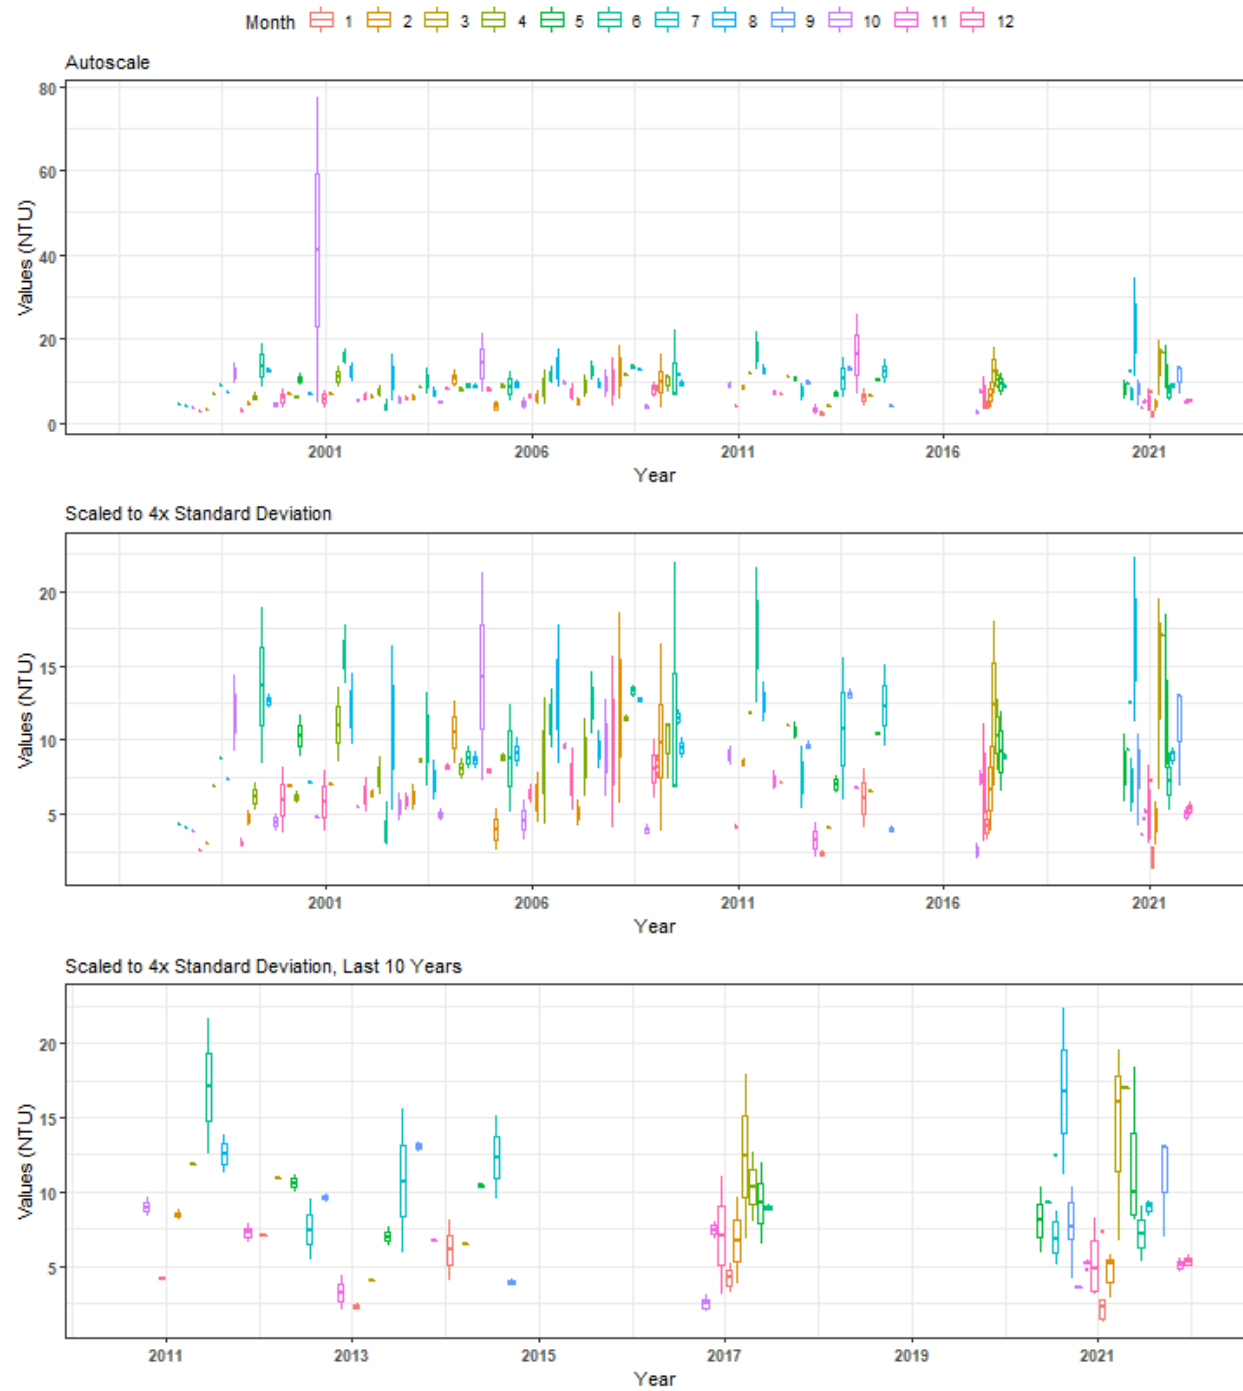 Month 1 2 3 4 5 6 7 8 9 10 11 12
Autoscale
80
60
40
20
0
Values (NTU)
2001 2006 2011 2016 2021
Year
Scaled to 4x Standard Deviation
20
15
10
5
Values (NTU)
2001 2006 2011 2016 2021
Year
Scaled to 4x Standard Deviation, Last 10 Years
20
15
10
5
Values (NTU)
2011 2013 2015 2017 2019 2021
Year